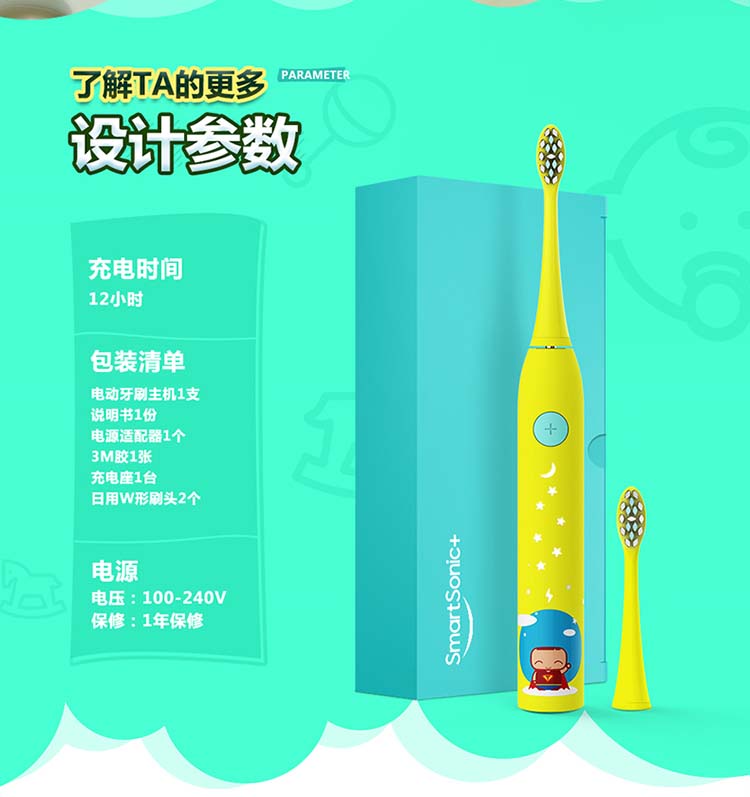 了解TA的更多
PARAMETER
设计参数
充电时间
12小时
包装清单
电动牙刷主机1支
说明书1份
电源适配器1个
3M胶1张
充电座1台
日用W形刷头2个
电源
电压：100-240V
保修：1年保修
SmartSonic+